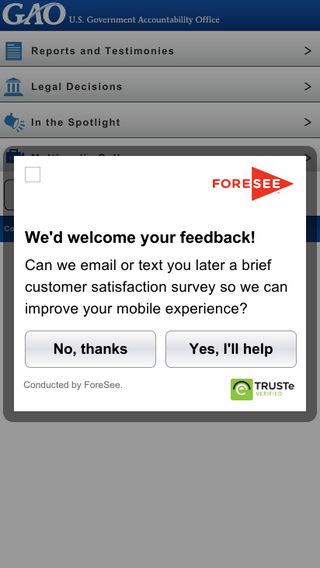 GAO U.S. Government Accountability Office
Reports and Testimonies
Legal Decisions
In the Spotlight
FORESEE
We'd welcome your feedback!
Can we email or text you later a brief
customer satisfaction survey so we can
improve your mobile experience?
No, thanks
Yes, I'll help
Conducted by ForeSee.
TRUSTe
VERIFIED